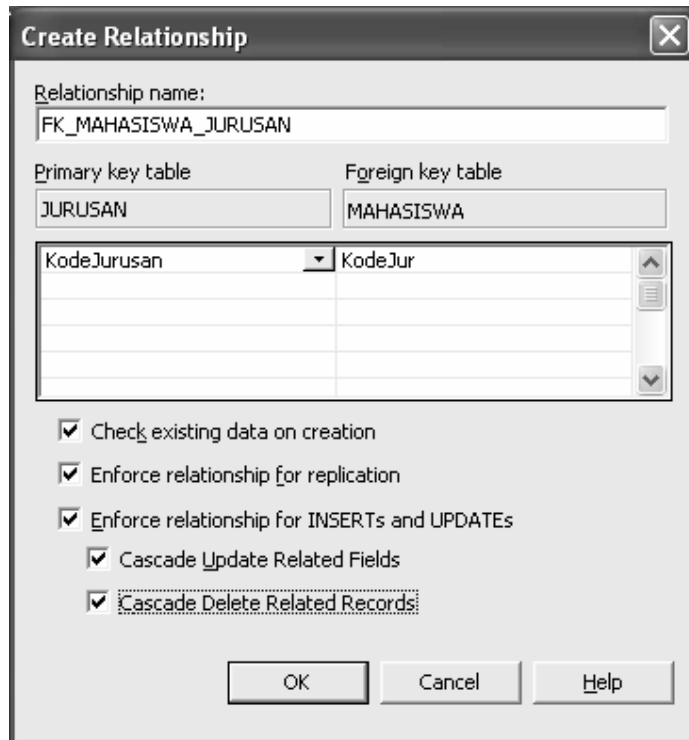 Create Relationship
Relationship name:
FK_MAHASISWA_JURUSAN
Primary key table Foreign key table
JURUSAN MAHASISWA
KodeJurusan KodeJur
Check existing data on creation
Enforce relationship for replication
Enforce relationship for INSERTs and UPDATEs
Cascade Update Related Fields
Cascade Delete Related Records
OK Cancel Help